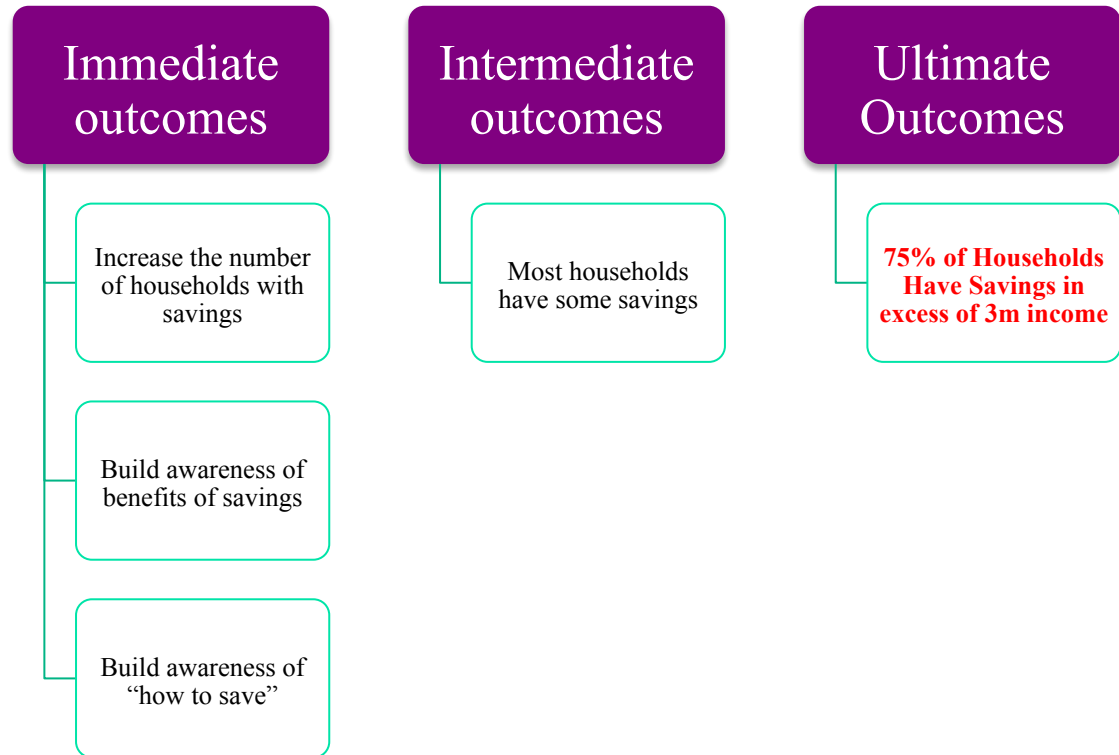 Immediate
outcomes
Increase the number
of households with
savings
Build awareness of
benefits of savings
Build awareness of
“how to save”
Intermediate
outcomes
Most households
have some savings
Ultimate
Outcomes
75% of Households
Have Savings in
excess of 3m income